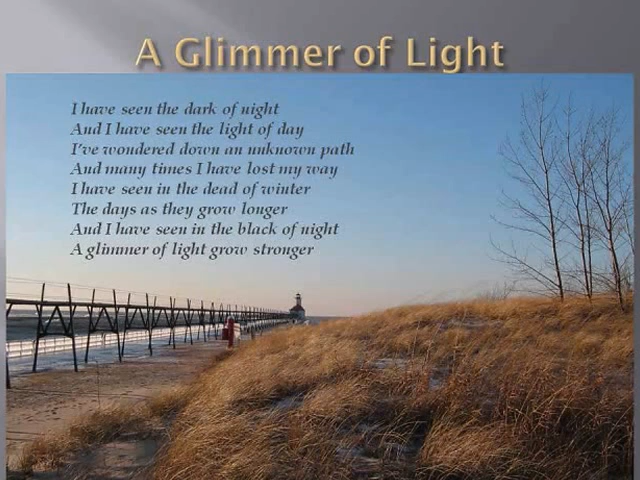 A Glimmer of Light
I have seen the dark of night
And I have seen the light of day
I've wondered down an unknown path
And many times I have lost my way
I have seen in the dead of winter
The days as they grow longer
And I have seen in the black of night
A glimmer of light grow stronger